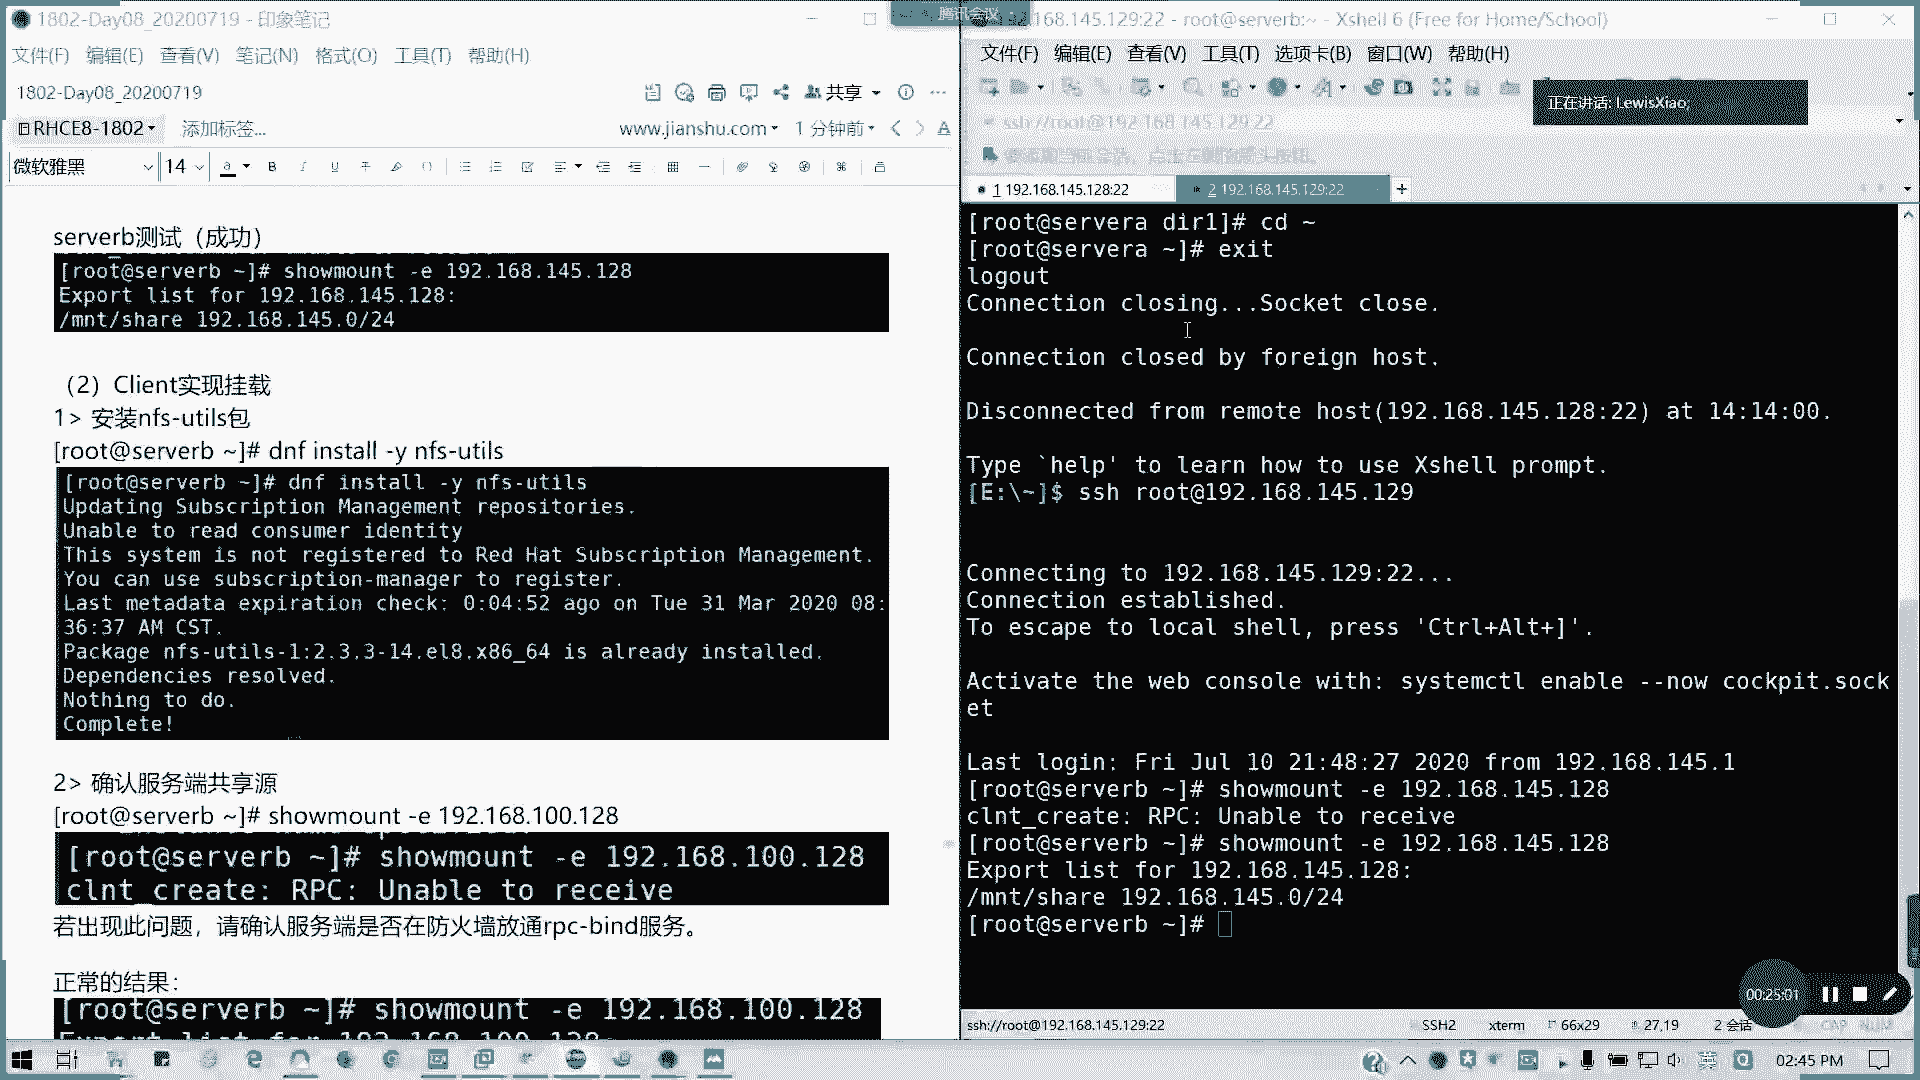 1802-Day08_20200719 - 印象笔记
文件(F) 编辑(E) 查看(V) 笔记(N) 格式(O) 工具(T) 帮助(H)
1802-Day08_20200719
共享
RHCE8-1802
添加标签...
www.jianshu.com
1 分钟前
微软雅黑
14
serverb测试（成功）
[root@serverb ~]# showmount -e 192.168.145.128
Export list for 192.168.145.128:
/mnt/share 192.168.145.0/24
（2）Client实现挂载
1> 安装nfs-utils包
[root@serverb ~]# dnf install -y nfs-utils
[root@serverb ~]# dnf install -y nfs-utils
Updating Subscription Management repositories.
Unable to read consumer identity
This system is not registered to Red Hat Subscription Management.
You can use subscription-manager to register.
Last metadata expiration check: 0:04:52 ago on Tue 31 Mar 2020 08:
36:37 AM CST.
Package nfs-utils-1:2.3.3-14.el8.x86_64 is already installed.
Dependencies resolved.
Nothing to do.
Complete!
2> 确认服务端共享源
[root@serverb ~]# showmount -e 192.168.100.128
[root@serverb ~]# showmount -e 192.168.100.128
clnt_create: RPC: Unable to receive
若出现此问题，请确认服务端是否在防火墙放通rpc-bind服务。
正常的结果：
[root@serverb ~]# showmount -e 192.168.100.128
Export list for 192.168.100.128:
腾讯会议
168.145.129:22 - root@serverb:~ - Xshell 6 (Free for Home/School)
文件(F) 编辑(E) 查看(V) 工具(T) 选项卡(B) 窗口(W) 帮助(H)
正在讲话: LewisXiao;
ssh://root@192.168.145.129:22
1 192.168.145.128:22
2 192.168.145.129:22
[root@servera dir1]# cd ~
[root@servera ~]# exit
logout
Connection closing...Socket close.
Connection closed by foreign host.
Disconnected from remote host(192.168.145.128:22) at 14:14:00.
Type `help' to learn how to use Xshell prompt.
[E:\~]$ ssh root@192.168.145.129
Connecting to 192.168.145.129:22...
Connection established.
To escape to local shell, press 'Ctrl+Alt+]'.
Activate the web console with: systemctl enable --now cockpit.sock
et
Last login: Fri Jul 10 21:48:27 2020 from 192.168.145.1
[root@serverb ~]# showmount -e 192.168.145.128
clnt_create: RPC: Unable to receive
[root@serverb ~]# showmount -e 192.168.145.128
Export list for 192.168.145.128:
/mnt/share 192.168.145.0/24
[root@serverb ~]#
00:25:01
ssh://root@192.168.145.129:22
SSH2
xterm
66x29
27,19
2 会话
CAP NUM
英
02:45 PM